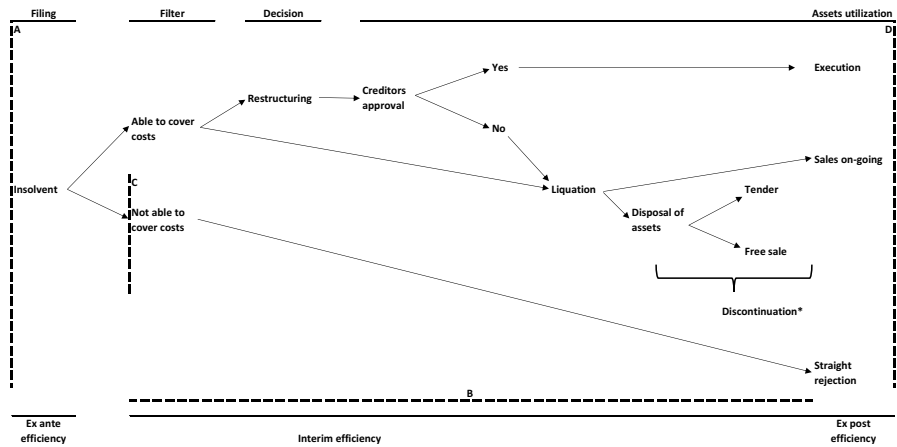 Filing
Filter
Decision
Assets utilization
A
D
Yes
Execution
Creditors
approval
Restructuring
Able to cover
costs
No
Sales on-going
C
Insolvent
Liquation
Tender
Not able to
cover costs
Disposal of
assets
Free sale
Discontinuation*
Straight
rejection
B
Ex ante
efficiency
Interim efficiency
Ex post
efficiency